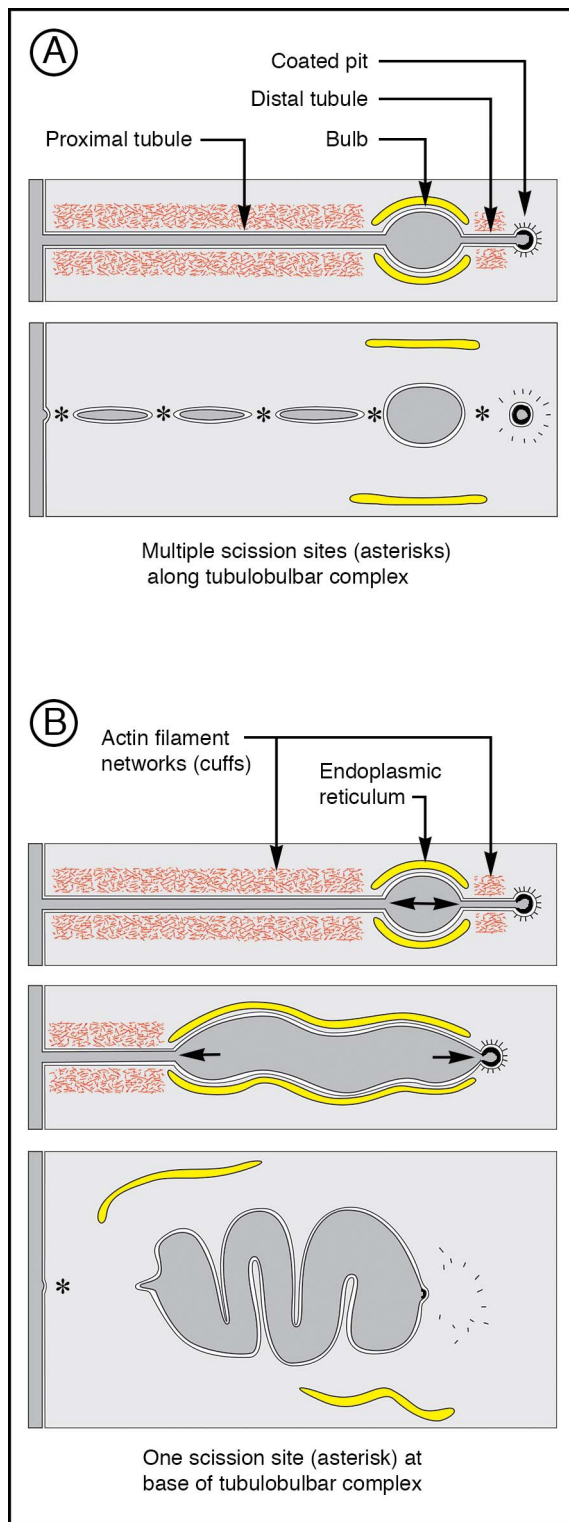 A
Coated pit
Distal tubule
Proximal tubule
Bulb
* * * * *
Multiple scission sites (asterisks)
along tubulobulbar complex
B
Actin filament
networks (cuffs)
Endoplasmic
reticulum
*
One scission site (asterisk) at
base of tubulobulbar complex